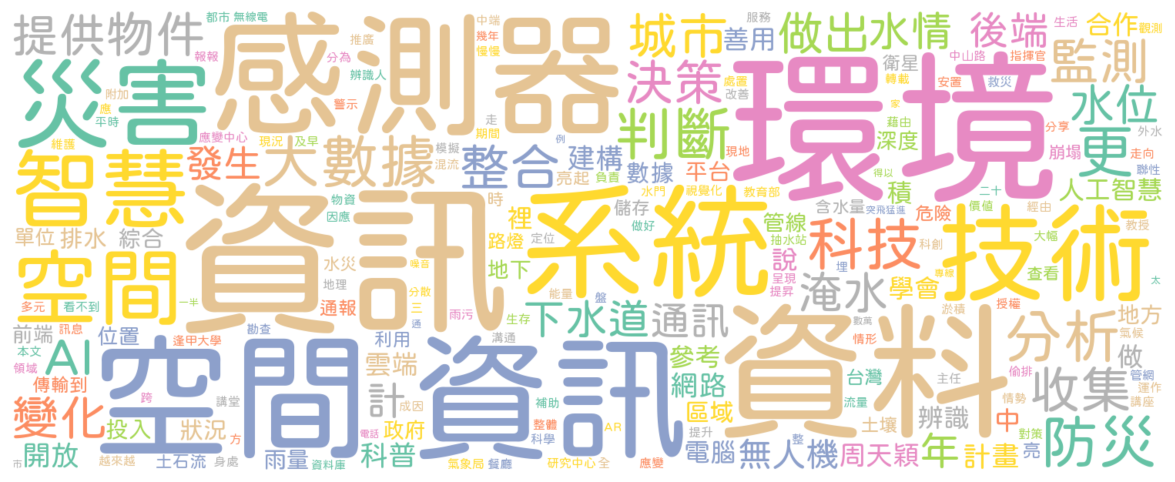 提供物件
都市
無線電
感測器
中端
幾年
慢慢
城市
服務
善用
做出
水情
後端
合作
生活
觀測
報報
分為
推廣
辨識人
災害
決策
處置
改善
衛星
轉載
中山路
指揮官
監測
環境
安置
救災
水位
附加
應
平時
警示
判斷
家
藉由
深度
分享
外水
維護
應變中心
現況
及早
期間
走
例
現地
崩塌
走向
更
智慧
發生
大數據
模擬
混流
整合
建構
亮起
負責
數據
平台
得以
聯性
物資
因應
資訊
時
裡
水門
視覺化
教育部
儲存
含水量
突飛猛進
積
二十
價值
經由
人工智慧
單位
排水
綜合
路燈
定位
做好
系統
管線
抽水站
危險
技術
大幅
教授
空間
水災
地理
噪音
地下
說
科技
科創
埋
呈現
提昇
專程
查看
太
多元
看不到
一半
通報
分散
三
通
能量
盤
淹水
學會
淤積
授權
前端
訊息
位置
逢甲大學
勘查
雨污
生存
溝通
下水道
通訊
資料
數萬
情形
分析
地方
氣候
本文
領域
AI
利用
空間資訊
參考
主任
偷排
做
傳輸到
跨
講堂
雲端
計
成因
補助
網路
台灣
流量
情勢
收集
管網
運作
講座
變化
投入
狀況
方
政府
電話
整體
科學
AR
區域
提升
土壤
辨識
中
對策
亮
市
開放
越來越
土石流
身處
雨量
資料庫
科普
氣象局
餐廳
研究中心
全
應變
電腦
無人機
整
周天穎
年
計畫
防災